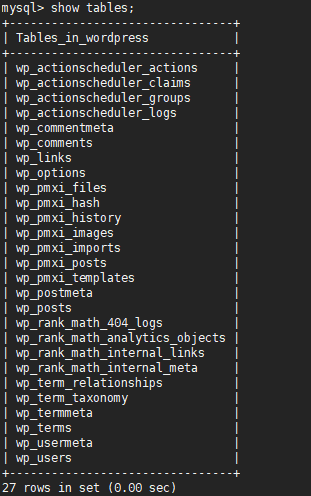 mysql> show tables;
+-------------------------------+
| Tables_in_wordpress           |
+-------------------------------+
| wp_actionscheduler_actions    |
| wp_actionscheduler_claims     |
| wp_actionscheduler_groups     |
| wp_actionscheduler_logs       |
| wp_commentmeta                |
| wp_comments                   |
| wp_links                      |
| wp_options                    |
| wp_pmxi_files                 |
| wp_pmxi_hash                  |
| wp_pmxi_history               |
| wp_pmxi_images                |
| wp_pmxi_imports               |
| wp_pmxi_posts                 |
| wp_pmxi_templates             |
| wp_postmeta                   |
| wp_posts                      |
| wp_rank_math_404_logs         |
| wp_rank_math_analytics_objects |
| wp_rank_math_internal_links   |
| wp_rank_math_internal_meta    |
| wp_term_relationships         |
| wp_term_taxonomy              |
| wp_termmeta                   |
| wp_terms                      |
| wp_usermeta                   |
| wp_users                      |
+-------------------------------+
27 rows in set (0.00 sec)